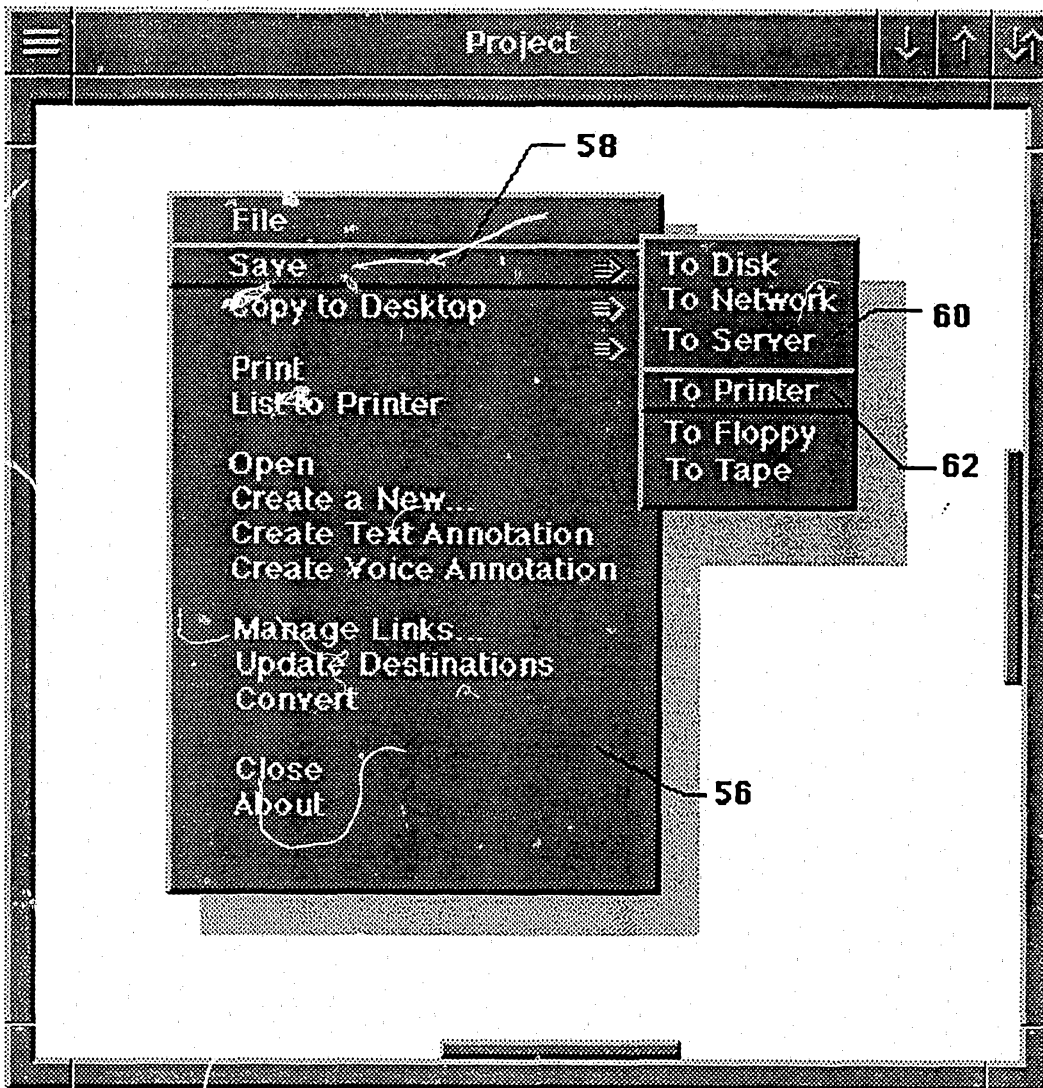 Project
58
File
Save
Copy to Desktop
Print
List to Printer
Open
Create a New...
Create Text Annotation
Create Voice Annotation
Manage Links...
Update Destinations
Convert
Close
About
To Disk
To Network
To Server
To Printer
To Floppy
To Tape
60
62
56